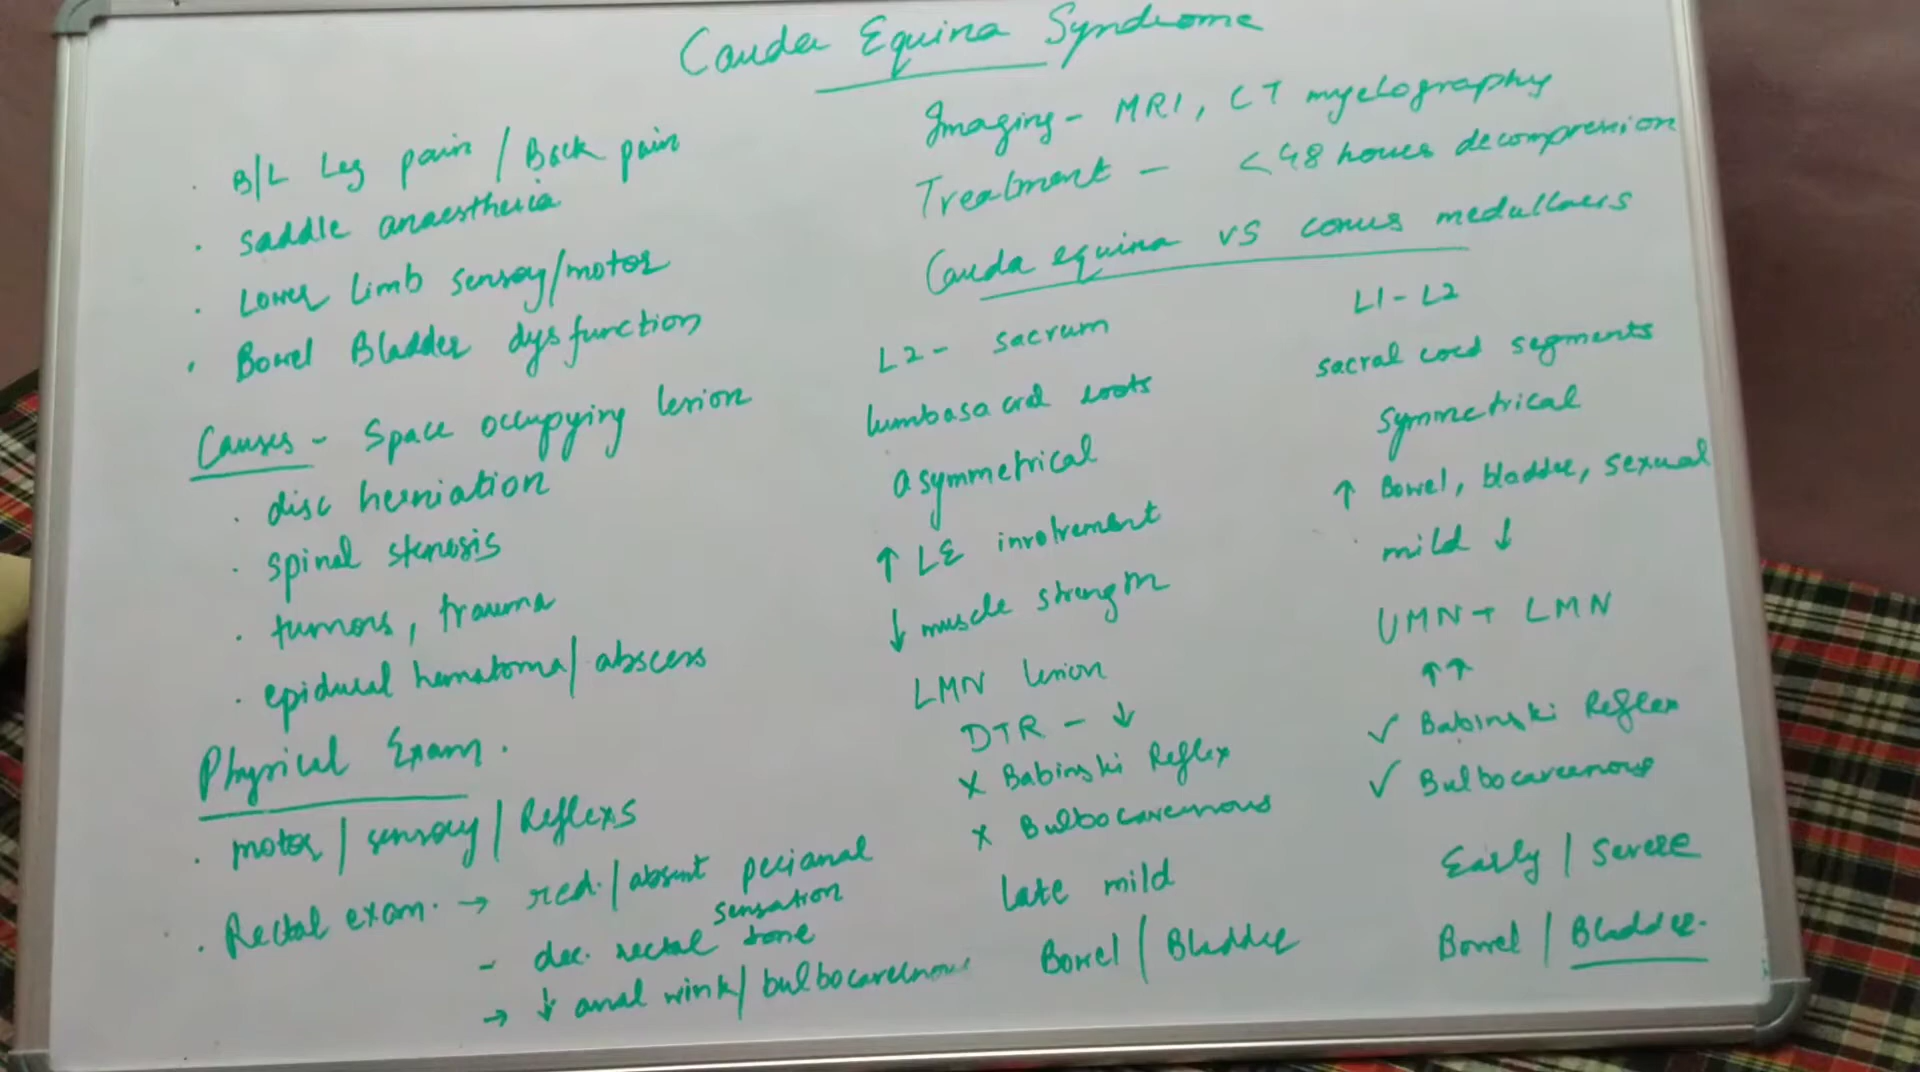 Cauda Equina Syndrome
. B/L Leg pain / Back pain
. Saddle anaesthesia
. Lower limb sensory/motor
. Bowel Bladder dysfunction
Causes - Space occupying lesion
. disc herniation
. spinal stenosis
. tumors, trauma
. epidural hematoma/abscess
Physical Exam.
. motor / sensory / Reflexs
. Rectal exam. → red. / absent perianal
sensation
- dec. rectal tone
→ ↓ anal wink/ bulbocavernous
Imaging - MRI, CT myelography
Treatment - < 48 hours decompression
Cauda equina vs conus medullaris
L2 - sacrum
lumbosacral roots
asymmetrical
↑ LE involvement
↓ muscle strength
LMN lesion
DTR - ↓
x Babinski Reflex
x Bulbocavernous
late mild
Bowel / Bladder
L1 - L2
sacral cord segments
symmetrical
↑ Bowel, bladder, sexual
mild ↓
UMN + LMN
↑↑
✓ Babinski Reflex
✓ Bulbocavernous
Early / Severe
Bowel / Bladder.